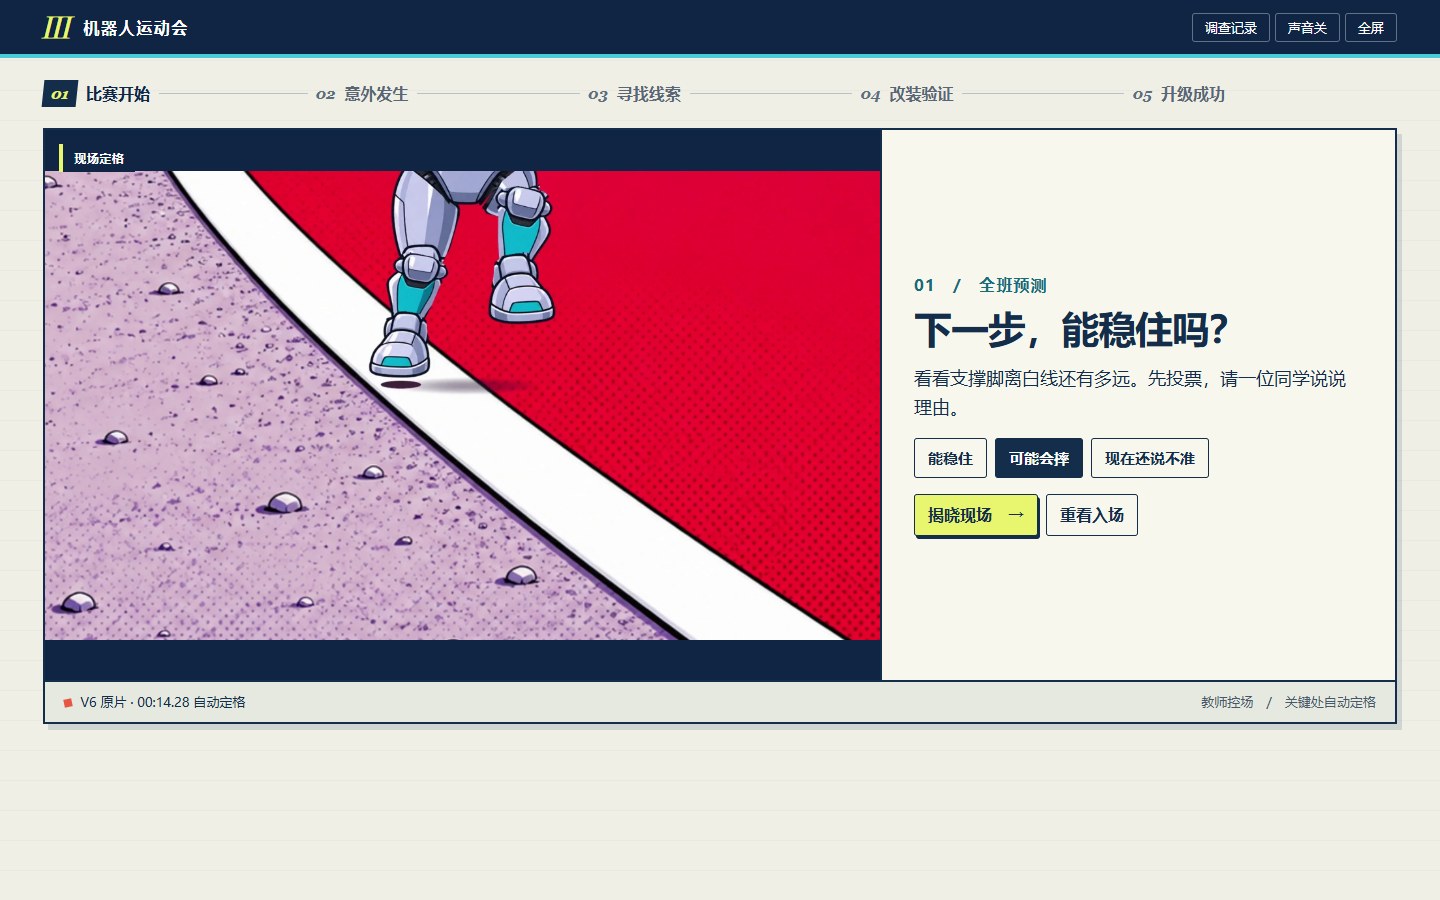 机器人运动会
调查记录
声音关
全屏
01 比赛开始
02 意外发生
03 寻找线索
04 改装验证
05 升级成功
现场定格
01 / 全班预测
下一步，能稳住吗？
看看支撑脚离白线还有多远。先投票，请一位同学说说
理由。
能稳住
可能会摔
现在还说不准
揭晓现场 →
重看入场
V6 原片 · 00:14.28 自动定格
教师控场 / 关键处自动定格